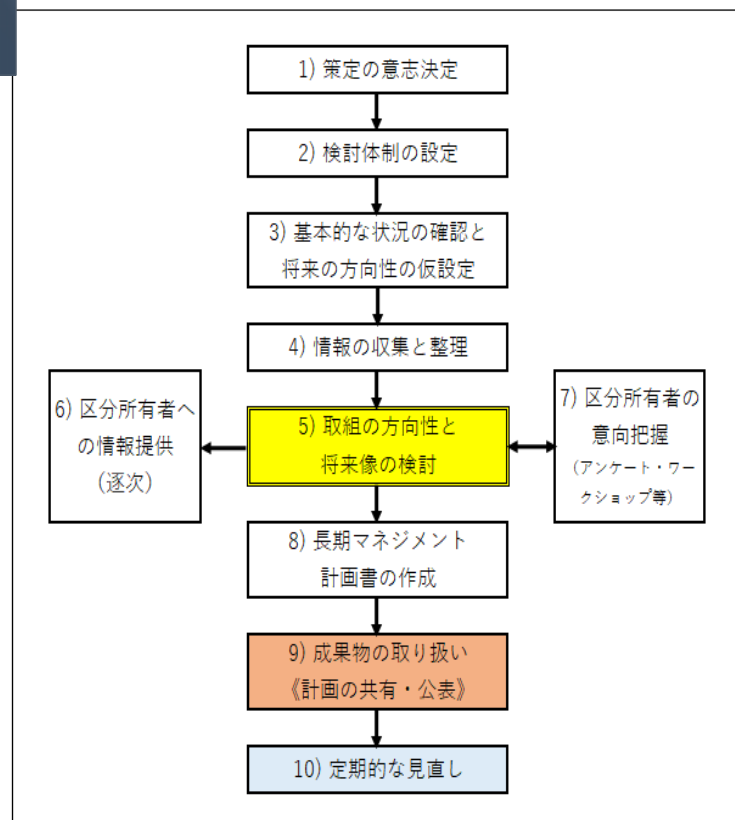 1) 策定の意志決定
2) 検討体制の設定
3) 基本的な状況の確認と
将来の方向性の仮設定
4) 情報の収集と整理
5) 取組の方向性と
将来像の検討
6) 区分所有者へ
の情報提供
(逐次)
7) 区分所有者の
意向把握
(アンケート・ワー
クショップ等)
8) 長期マネジメント
計画書の作成
9) 成果物の取り扱い
《計画の共有・公表》
10) 定期的な見直し